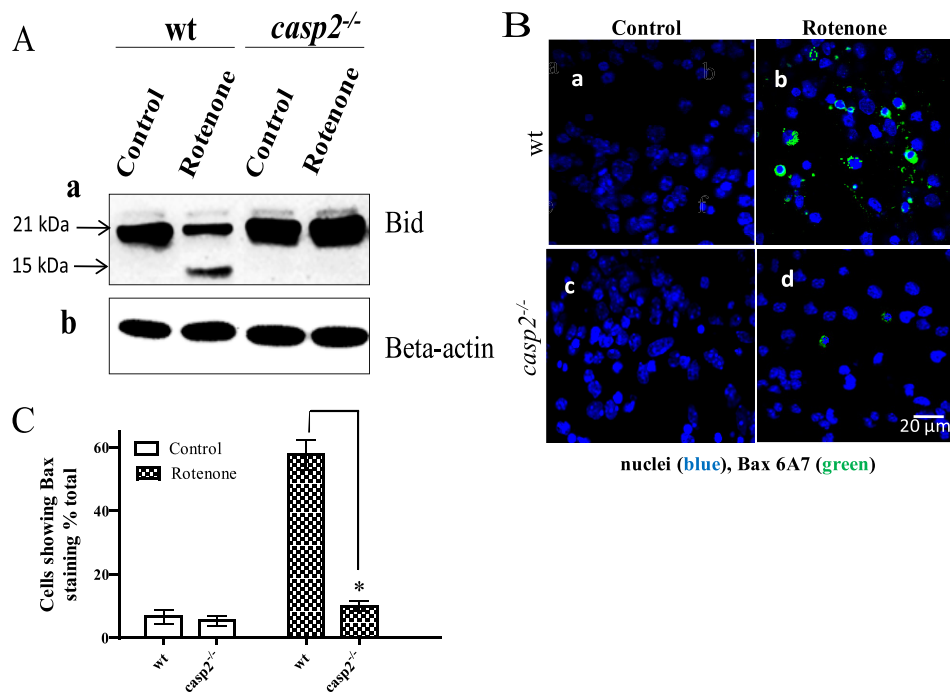 A
wt
casp2-/-
Control
Rotenone
Control
Rotenone
a
21 kDa
Bid
15 kDa
b
Beta-actin
B
Control
Rotenone
wt
a
b
a
b
f
casp2-/-
c
d
20 μm
nuclei (blue), Bax 6A7 (green)
C
Cells showing Bax
staining % total
60
40
20
0
Control
Rotenone
*
wt
casp2-/-
wt
casp2-/-